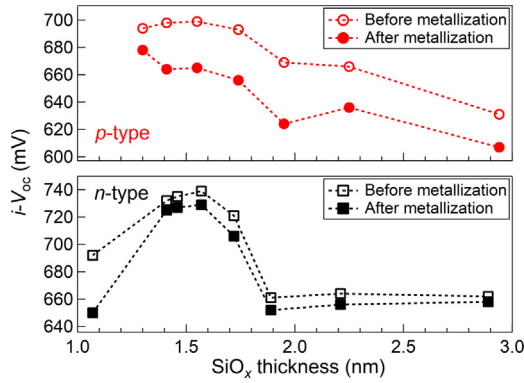 700
680
660
640
620
600
Before metallization
After metallization
p-type
i-Voc (mV)
740
720
700
680
660
640
n-type
Before metallization
After metallization
1.0
1.5
2.0
2.5
3.0
SiOx thickness (nm)